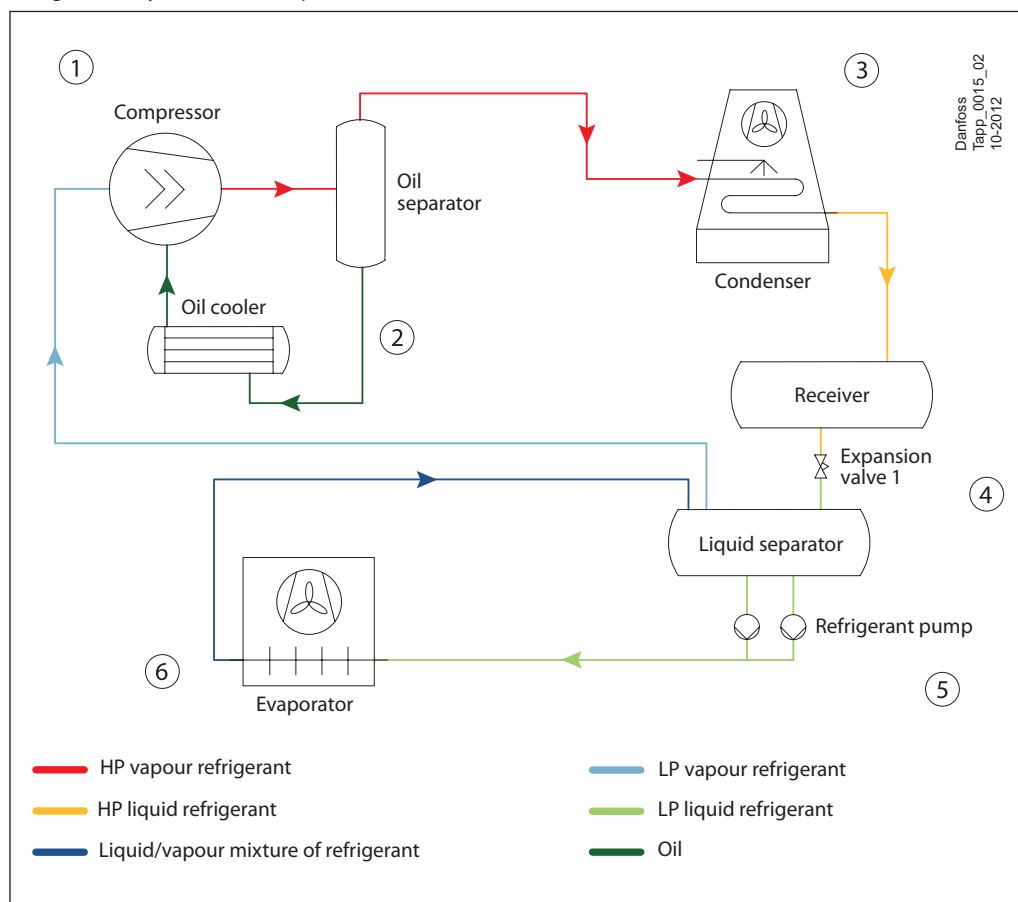 1
Compressor
Oil
separator
3
Danfoss
Tapp_0015_02
10-2012
Condenser
Oil cooler
2
Receiver
Expansion
valve 1
4
Liquid separator
Refrigerant pump
6
Evaporator
5
HP vapour refrigerant
LP vapour refrigerant
HP liquid refrigerant
LP liquid refrigerant
Liquid/vapour mixture of refrigerant
Oil